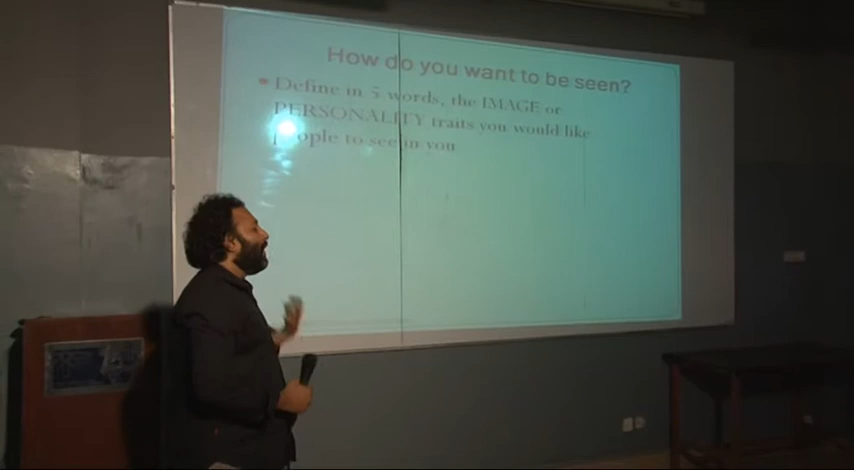 How do you want to be seen?
Define in 5 words, the IMAGE or
PERSONALITY traits you would like
people to see in you